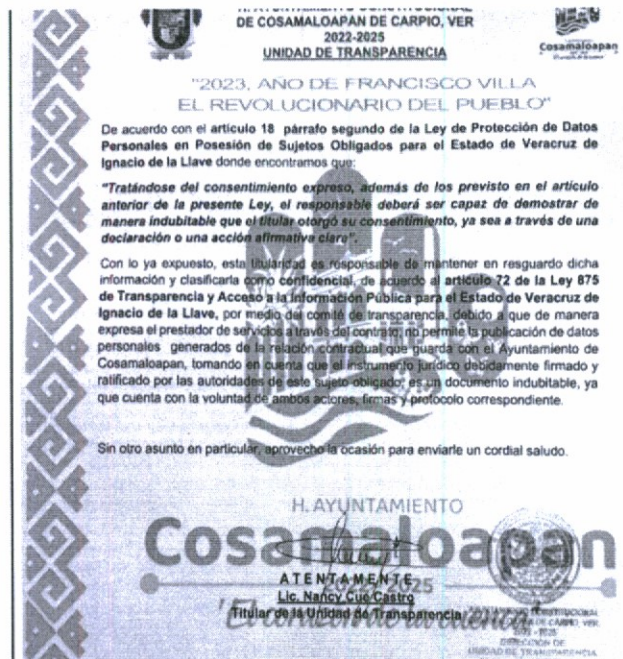 H. AYUNTAMIENTO CONSTITUCIONAL
DE COSAMALOAPAN DE CARPIO, VER
2022-2025
UNIDAD DE TRANSPARENCIA
Cosamaloapan
"2023, AÑO DE FRANCISCO VILLA
EL REVOLUCIONARIO DEL PUEBLO"
De acuerdo con el artículo 18 párrafo segundo de la Ley de Protección de Datos
Personales en Posesión de Sujetos Obligados para el Estado de Veracruz de
Ignacio de la Llave donde encontramos que:
"Tratándose del consentimiento expreso, además de los previsto en el artículo
anterior de la presente Ley, el responsable deberá ser capaz de demostrar de
manera indubitable que el titular otorgó su consentimiento, ya sea a través de una
declaración o una acción afirmativa clara".
Con lo ya expuesto, esta titularidad es responsable de mantener en resguardo dicha
información y clasificarla como confidencial, de acuerdo al artículo 72 de la Ley 875
de Transparencia y Acceso a la Información Pública para el Estado de Veracruz de
Ignacio de la Llave, por medio del comité de transparencia, debido a que de manera
expresa el prestador de servicios a través del contrato, no permite la publicación de datos
personales generados de la relación contractual que guarda con el Ayuntamiento de
Cosamaloapan, tomando en cuenta que el instrumento jurídico debidamente firmado y
ratificado por las autoridades de este sujeto obligado, es un documento indubitable, ya
que cuenta con la voluntad de ambos actores, firmas y protocolo correspondiente.
Sin otro asunto en particular, aprovecho la ocasión para enviarle un cordial saludo.
H. AYUNTAMIENTO
Cosamaloapan
ATENTAMENTE
Lic. Nancy Cué Castro
Titular de la Unidad de Transparencia
DIRECCION DE
UNIDAD DE TRANSPARENCIA